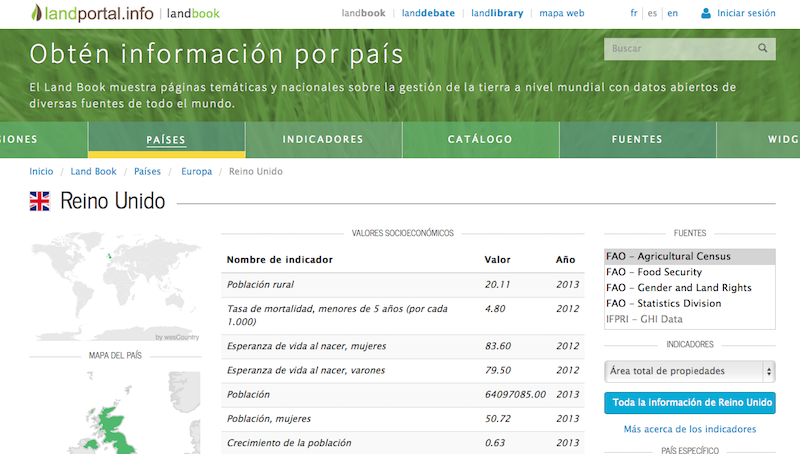 landportal.info | landbook
landbook | landdebate | landlibrary | mapa web
fr | es | en
Iniciar sesión
Obtén información por país
Buscar
El Land Book muestra páginas temáticas y nacionales sobre la gestión de la tierra a nivel mundial con datos abiertos de
diversas fuentes de todo el mundo.
SIONES PAÍSES INDICADORES CATÁLOGO FUENTES WIDG
Inicio / Land Book / Países / Europa / Reino Unido
Reino Unido
by wesCountry
MAPA DEL PAÍS
VALORES SOCIOECONÓMICOS
Nombre de indicador Valor Año
Población rural 20.11 2013
Tasa de mortalidad, menores de 5 años (por cada 4.80 2012
1.000)
Esperanza de vida al nacer, mujeres 83.60 2012
Esperanza de vida al nacer, varones 79.50 2012
Población 64097085.00 2013
Población, mujeres 50.72 2013
Crecimiento de la población 0.63 2013
FUENTES
FAO - Agricultural Census
FAO - Food Security
FAO - Gender and Land Rights
FAO - Statistics Division
IFPRI - GHI Data
INDICADORES
Área total de propiedades
Toda la información de Reino Unido
Más acerca de los indicadores
PAÍS ESPECÍFICO